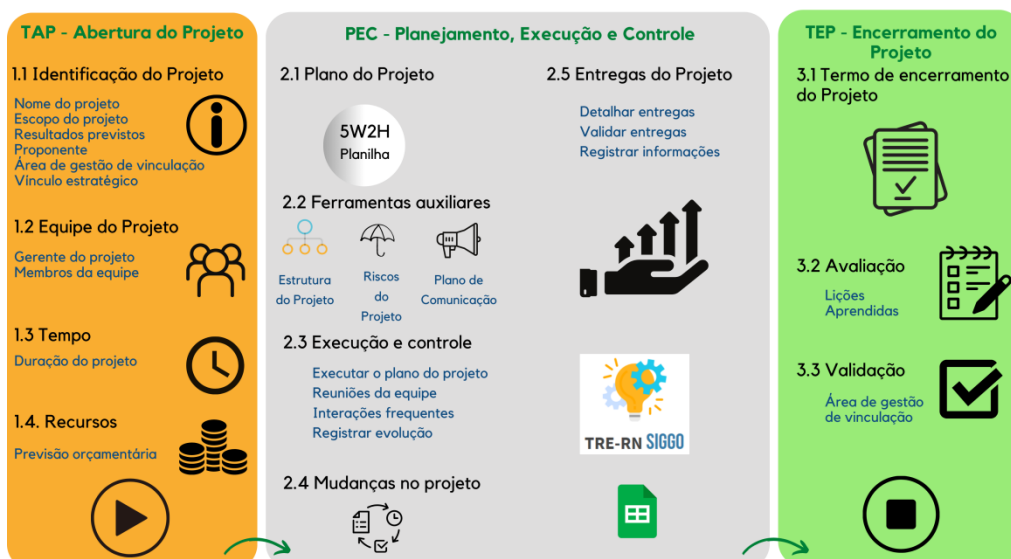 TAP - Abertura do Projeto
1.1 Identificação do Projeto
Nome do projeto
Escopo do projeto
Resultados previstos
Proponente
Área de gestão de vinculação
Vínculo estratégico
1.2 Equipe do Projeto
Gerente do projeto
Membros da equipe
1.3 Tempo
Duração do projeto
1.4. Recursos
Previsão orçamentária
PEC - Planejamento, Execução e Controle
2.1 Plano do Projeto
5W2H
Planilha
2.2 Ferramentas auxiliares
Estrutura
do Projeto
Riscos
do
Projeto
Plano de
Comunicação
2.3 Execução e controle
Executar o plano do projeto
Reuniões da equipe
Interações frequentes
Registrar evolução
2.4 Mudanças no projeto
2.5 Entregas do Projeto
Detalhar entregas
Validar entregas
Registrar informações
TRE-RN SIGGO
TEP - Encerramento do
Projeto
3.1 Termo de encerramento
do Projeto
3.2 Avaliação
Lições
Aprendidas
3.3 Validação
Área de gestão
de vinculação